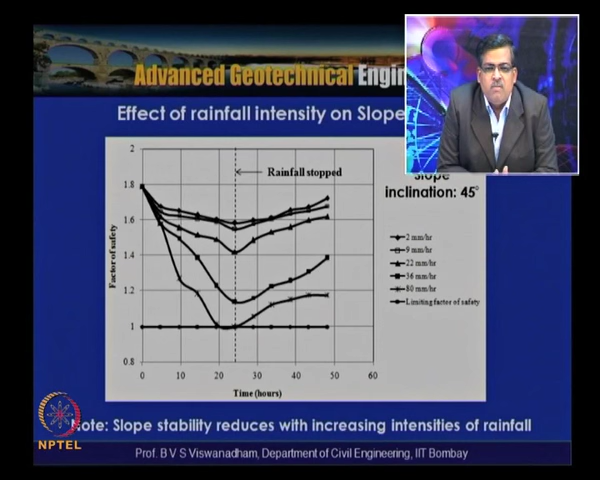 Advanced Geotechnical Engin
Effect of rainfall intensity on Slope
slope
inclination: 45°
Rainfall stopped
2
1.8
1.6
1.4
1.2
1
0.8
0 10 20 30 40 50 60
Factor of safety
Time (hours)
2 mm/hr
9 mm/hr
22 mm/hr
36 mm/hr
80 mm/hr
Limiting factor of safety
Note: Slope stability reduces with increasing intensities of rainfall
NPTEL
Prof. B V S Viswanadham, Department of Civil Engineering, IIT Bombay